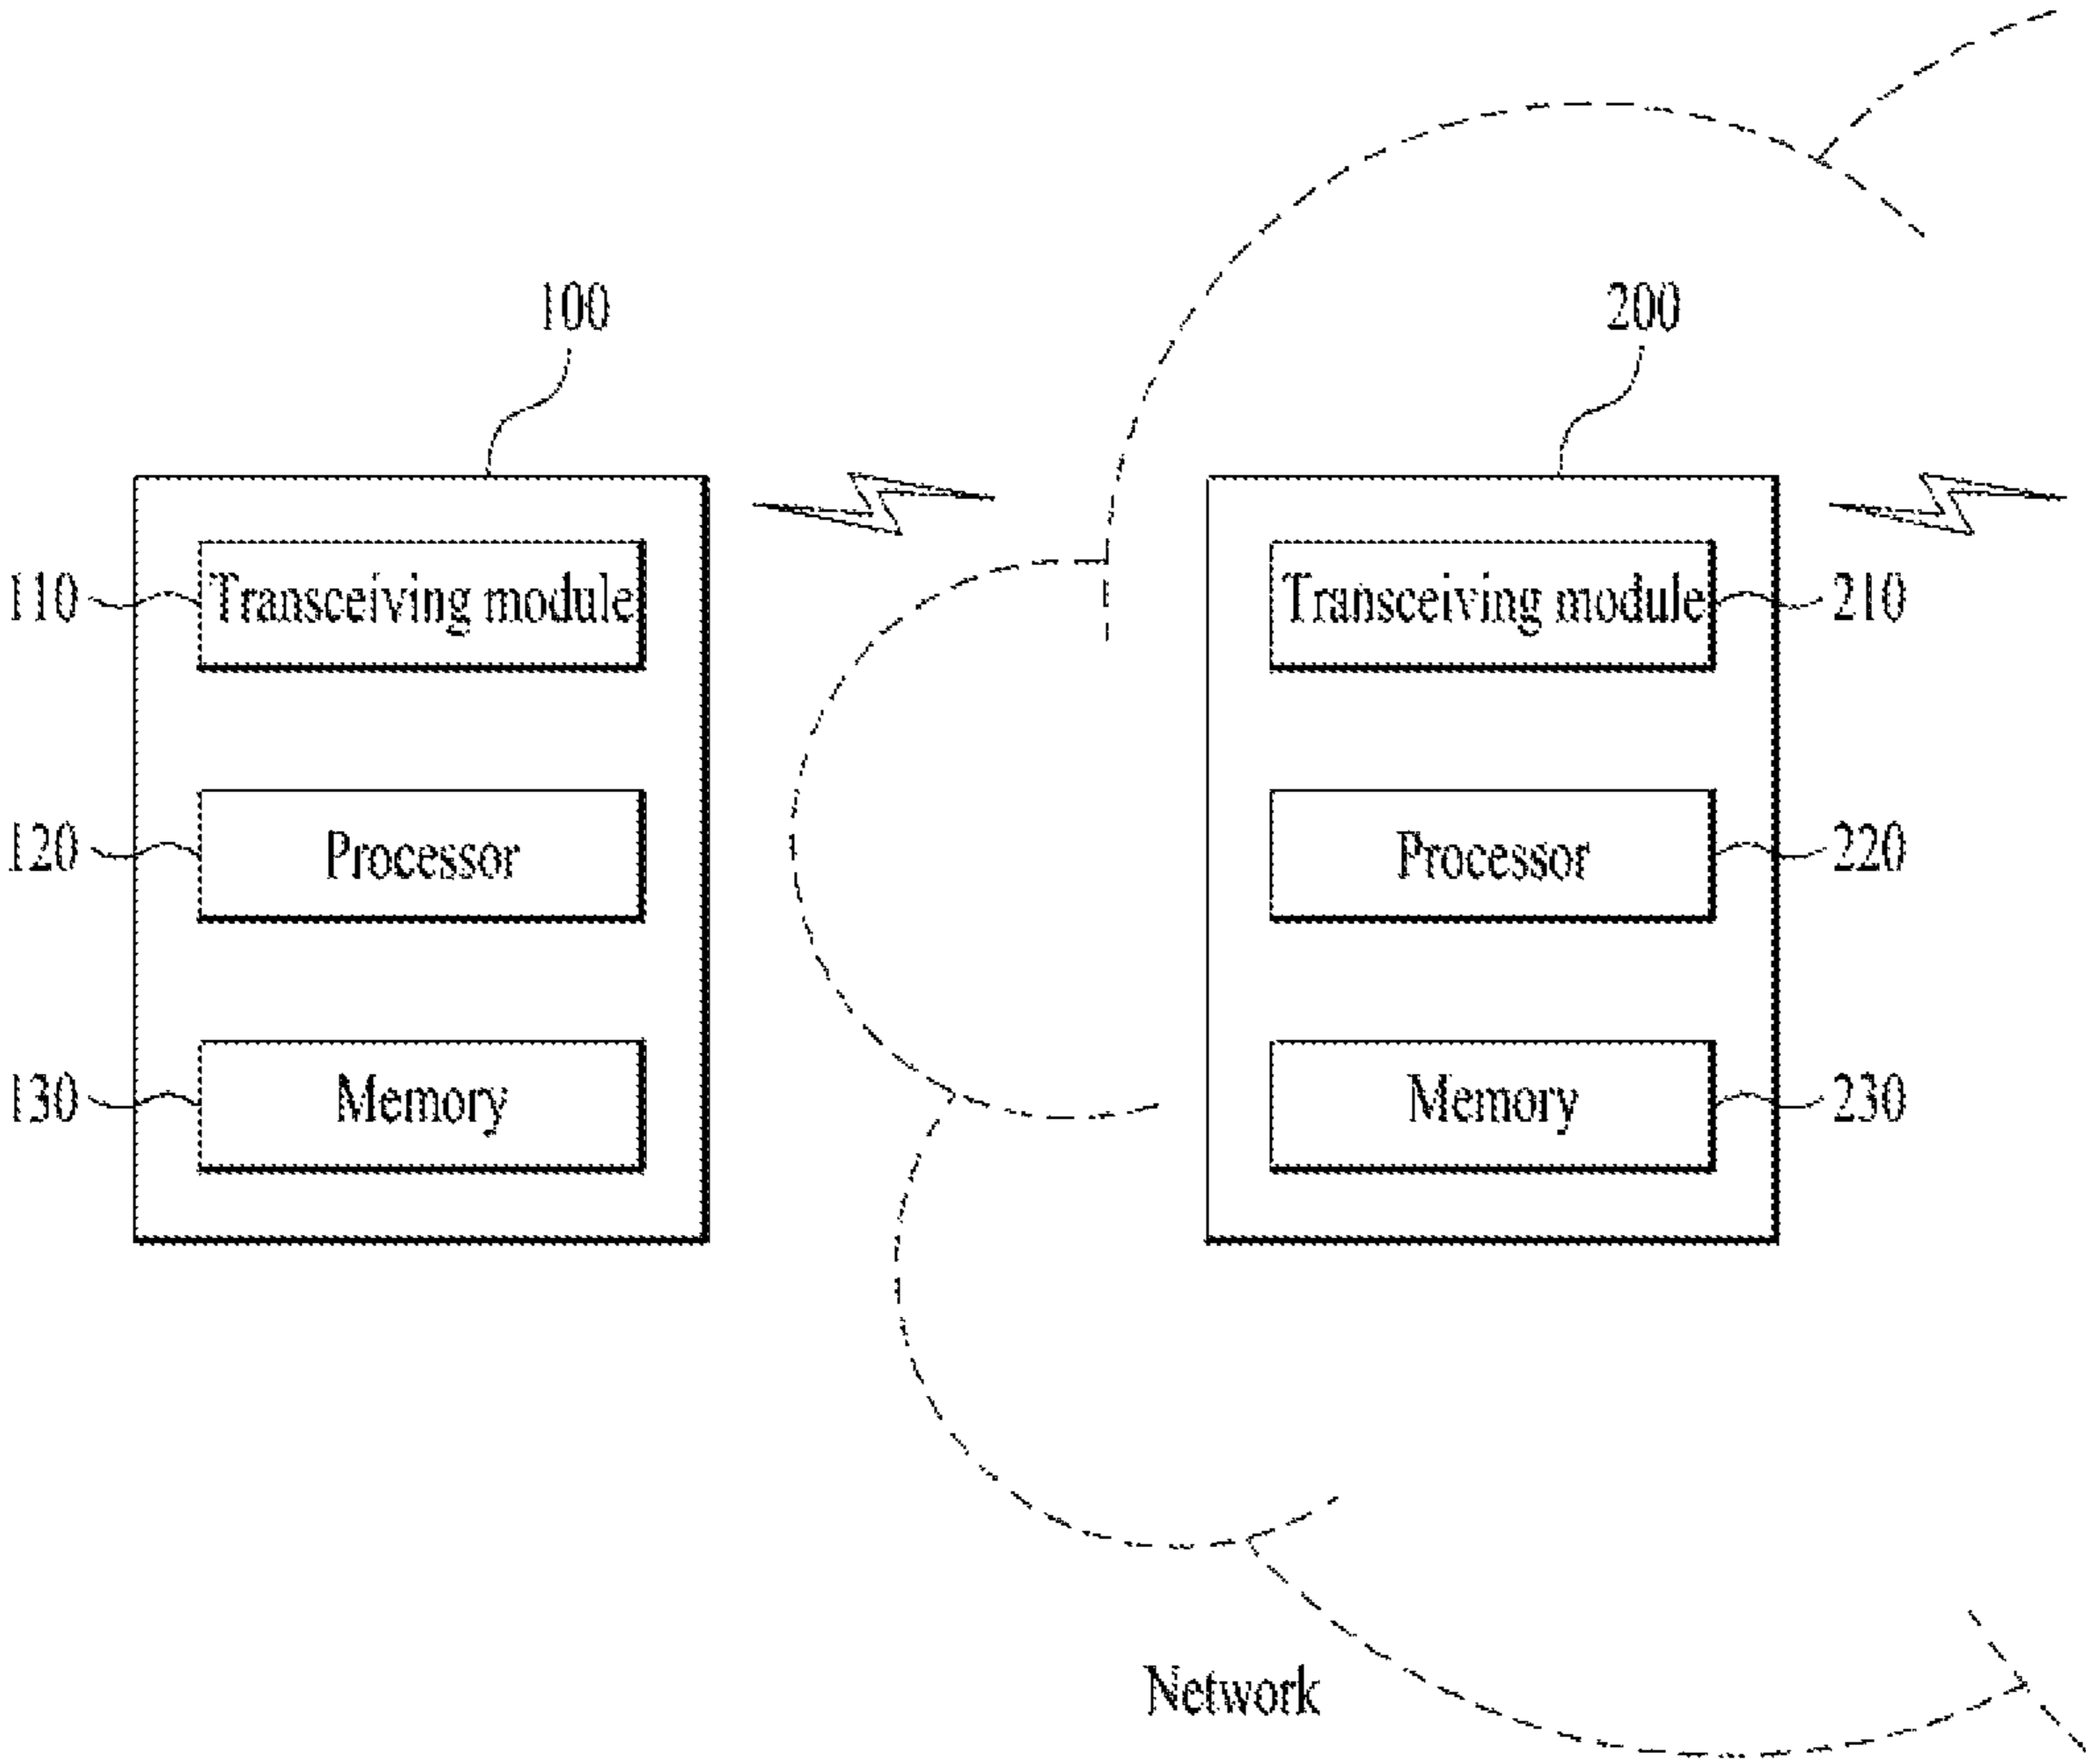 100
200
110 Transceiving module
Transceiving module 210
120 Processor
Processor 220
130 Memory
Memory 230
Network